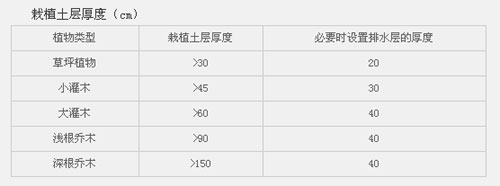 栽植土层厚度（cm）
植物类型 栽植土层厚度 必要时设置排水层的厚度
草坪植物 >30 20
小灌木 >45 30
大灌木 >60 40
浅根乔木 >90 40
深根乔木 >150 40